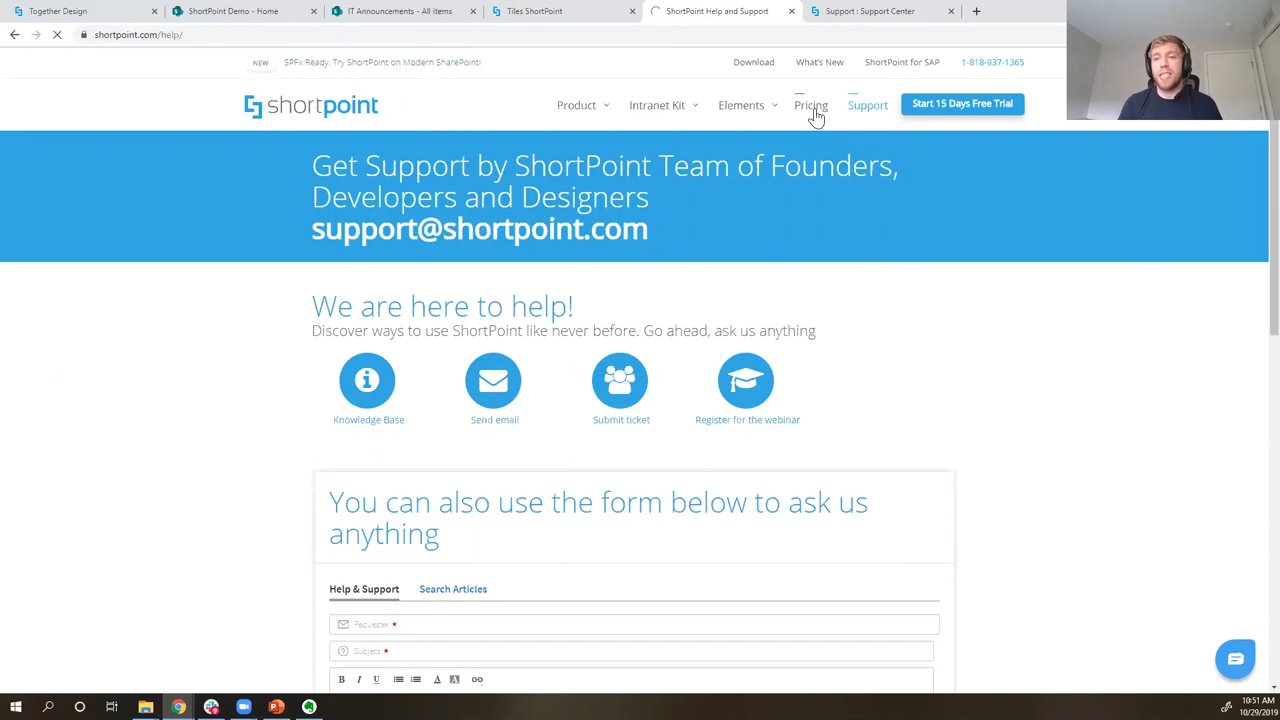 Together Design
ShortPoint Demo - Home
IT Announcements - All items
Tiles ShortPoint
ShortPoint Help and Support
Support : Support Center
shortpoint.com/help/
NEW
SPFx Ready. Try ShortPoint on Modern SharePoint!
Download
What's New
ShortPoint for SAP
1-818-937-1365
shortpoint
Product
Intranet Kit
Elements
Pricing
Support
Start 15 Days Free Trial
Get Support by ShortPoint Team of Founders,
Developers and Designers
support@shortpoint.com
We are here to help!
Discover ways to use ShortPoint like never before. Go ahead, ask us anything
Knowledge Base
Send email
Submit ticket
Register for the webinar
You can also use the form below to ask us
anything
Help & Support
Search Articles
Requester *
Subject *
B I U A A
10:51 AM
10/29/2019